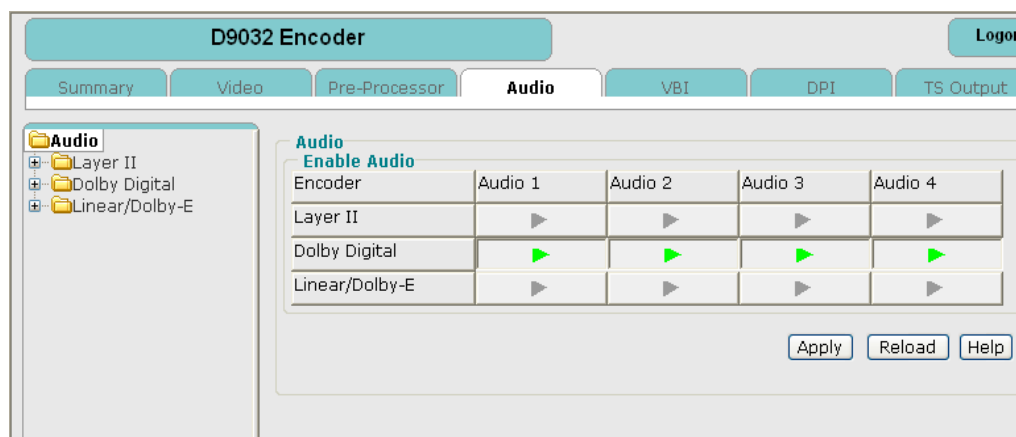 D9032 Encoder
Summary Video Pre-Processor Audio VBI DPI TS Output
Audio
Layer II
Dolby Digital
Linear/Dolby-E
Audio
Enable Audio
Encoder Audio 1 Audio 2 Audio 3 Audio 4
Layer II
Dolby Digital
Linear/Dolby-E
Apply Reload Help